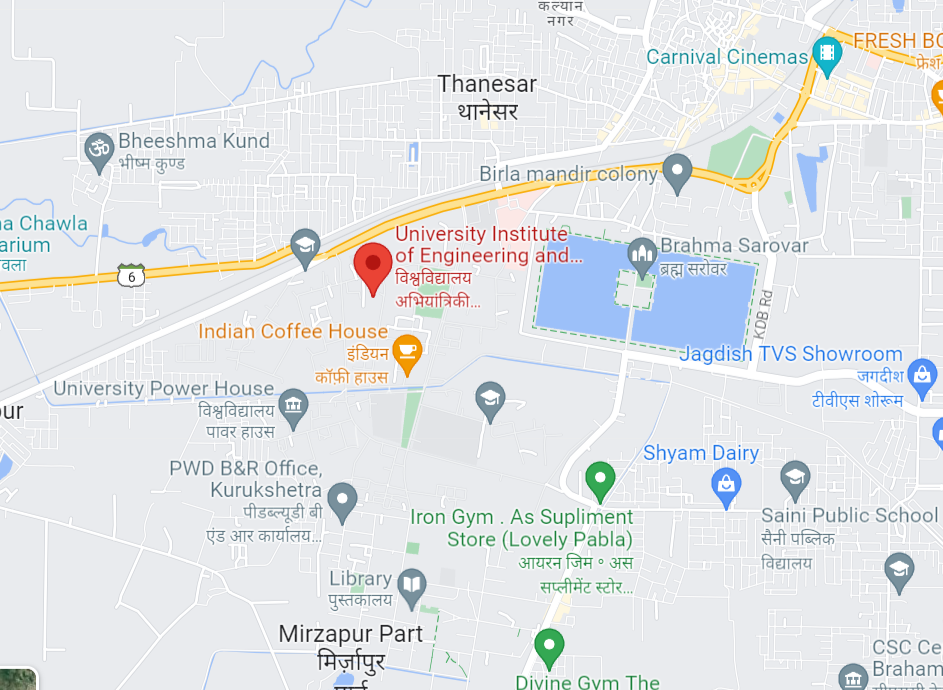 कल्यान
नगर
FRESH BO
फ्रेश
Carnival Cinemas
Thanesar
थानेसर
Bheeshma Kund
भीष्म कुण्ड
Birla mandir colony
na Chawla
arium
वला
6
University Institute
of Engineering and...
विश्वविद्यालय
अभियांत्रिकी...
Brahma Sarovar
ब्रह्म सरोवर
KDB Rd
Indian Coffee House
इंडियन
कॉफ़ी हाउस
Jagdish TVS Showroom
जगदीश
टीवीएस शोरूम
University Power House
विश्वविद्यालय
पावर हाउस
our
Shyam Dairy
PWD B&R Office,
Kurukshetra
पीडब्ल्यूडी बी
एंड आर कार्यालय...
Iron Gym . As Supliment
Store (Lovely Pabla)
आयरन जिम ॰ अस
सप्लीमेंट स्टोर...
Saini Public School
सैनी पब्लिक
विद्यालय
Library
पुस्तकालय
Mirzapur Part
मिर्ज़ापुर
पार्ट
CSC Ce
Braham
Divine Gym The